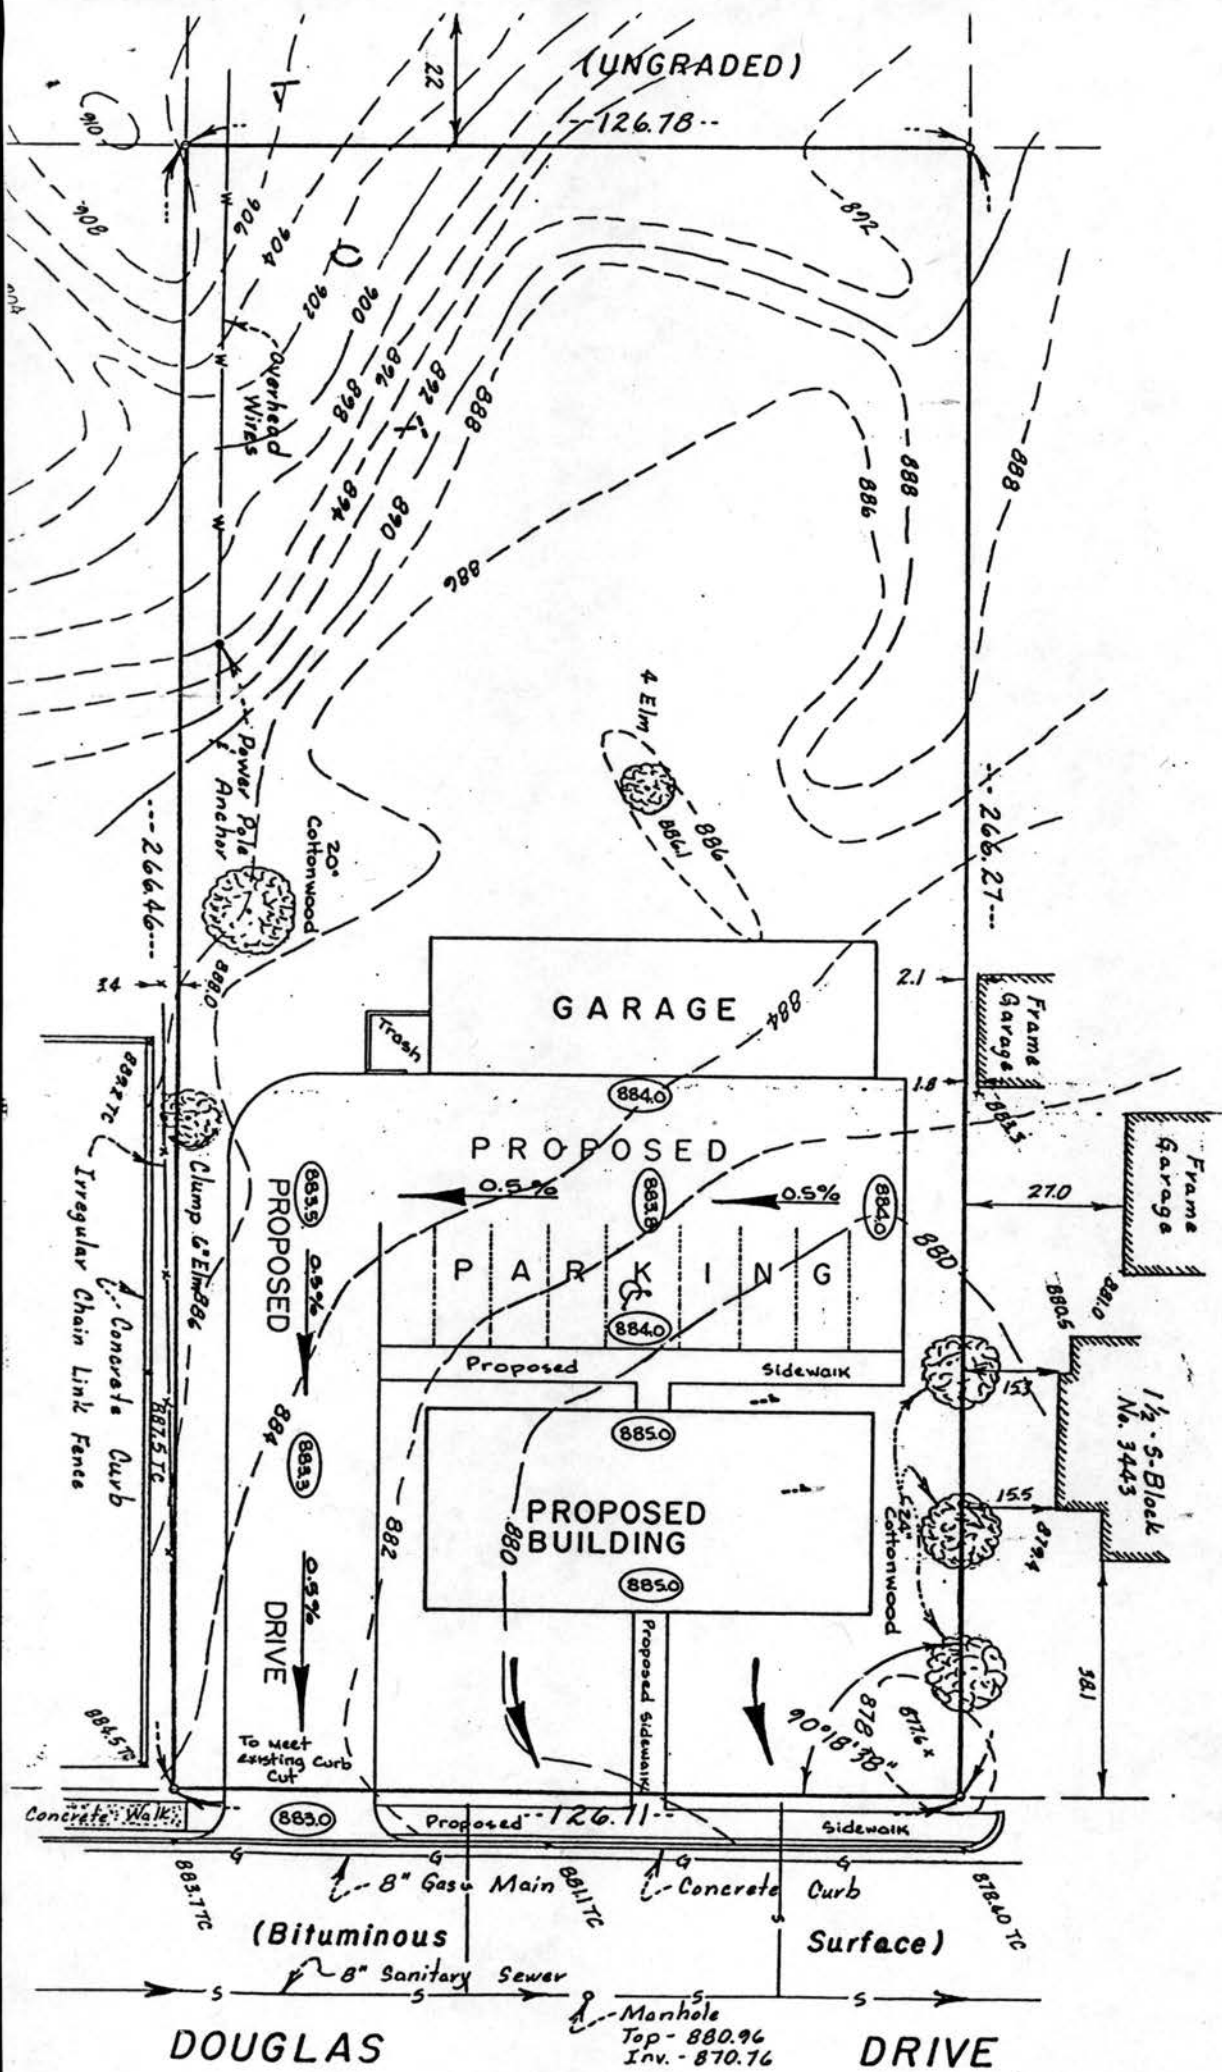 (UNGRADED)
22
126.78
910
908
906
904
902
900
898
896
894
892
890
888
892
Overhead
Wires
W
W
W
886
888
886
888
4 Elm
886
886.1
Power Pole
&
Anchor
20"
Cottonwood
266.46
266.27
34
888.0
GARAGE
884
Trash
2.1
Frame
Garage
1.8
883.3
889.2 TC
884.0
PROPOSED
0.5%
883.8
0.5%
884.0
883.5
PROPOSED
0.5%
Clump 6" Elm
886
27.0
Frame
Garage
880
PARKING
884.0
880.5
881.0
Irregular Chain Link Fence
Concrete Curb
887.5 TC
Proposed Sidewalk
15.3
1½-S-Block
No. 3443
884
883.3
885.0
882
880
PROPOSED
BUILDING
885.0
24"
Cottonwood
15.5
879.4
0.5%
DRIVE
Proposed Sidewalk
38.1
878
877.6 x
90°18'38"
884.5 TC
To meet
existing Curb
Cut
Concrete Walk
883.0
Proposed
126.71
Sidewalk
G
G
G
G
883.7 TC
8" Gas Main
881.1 TC
Concrete Curb
878.60 TC
(Bituminous
Surface)
S
8" Sanitary Sewer
S
S
S
S
Manhole
Top - 880.96
Inv. - 870.76
DOUGLAS
DRIVE